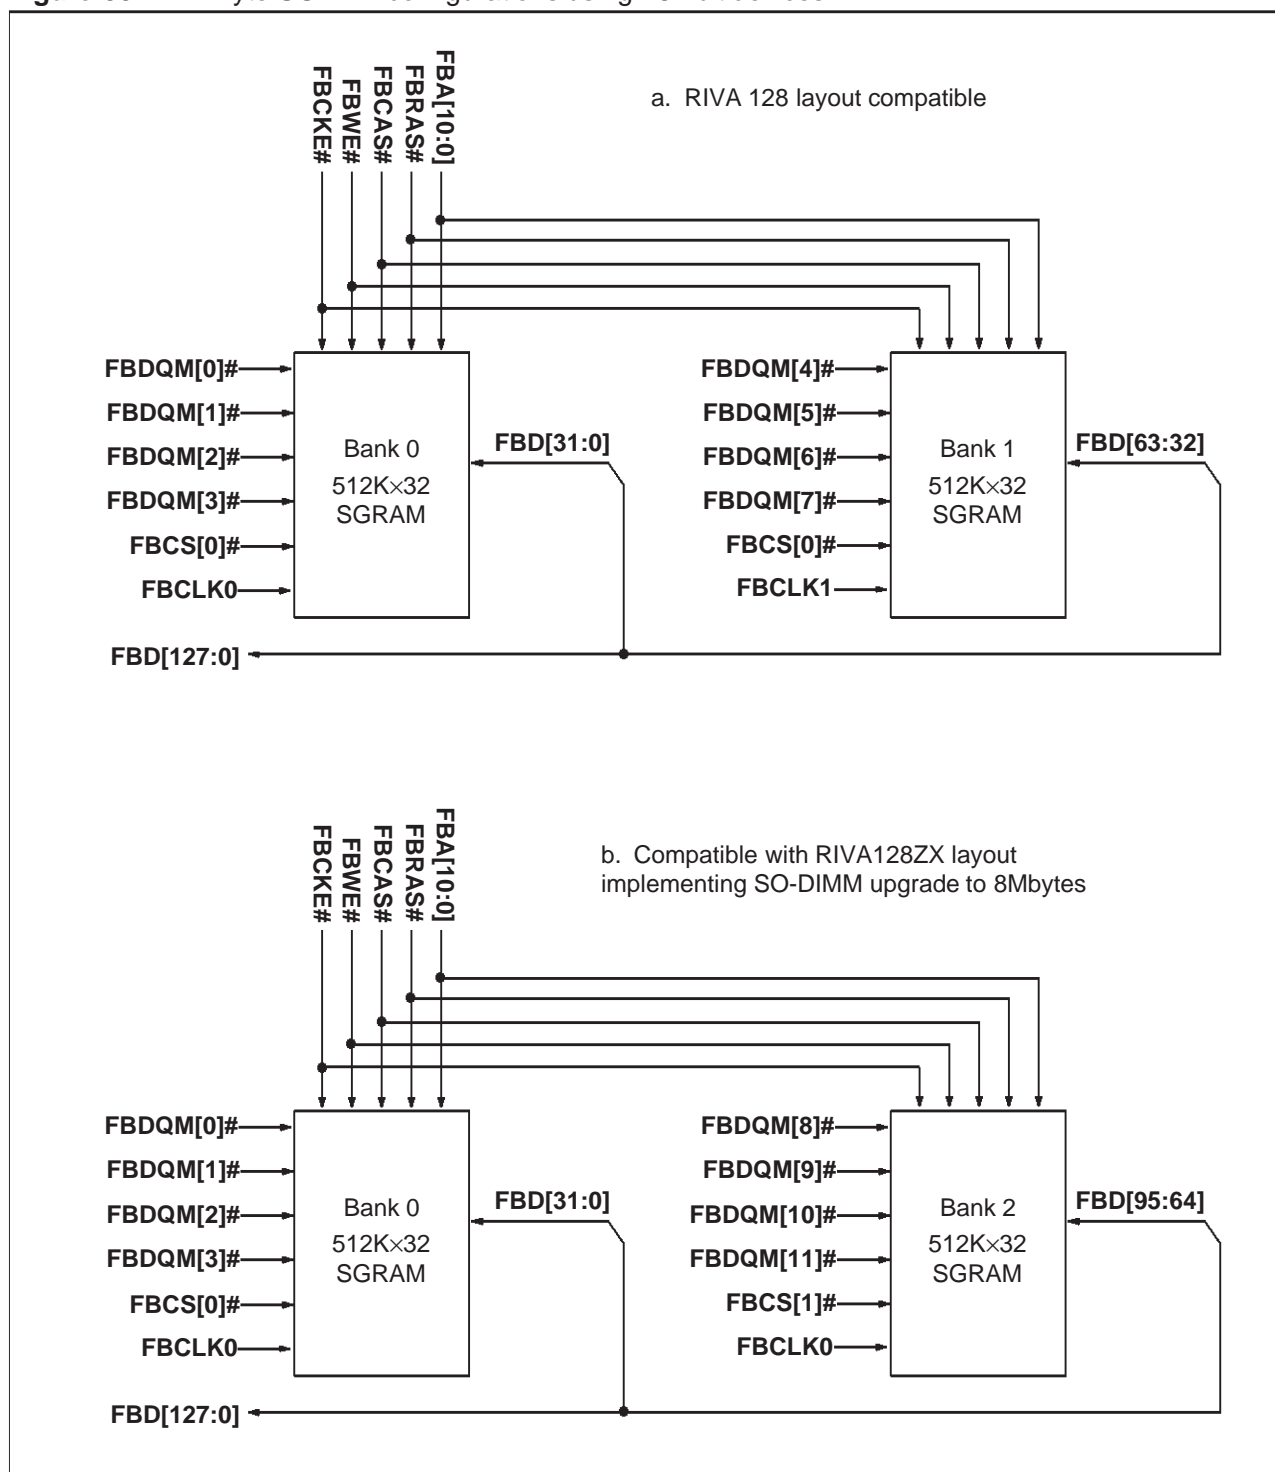 a. RIVA 128 layout compatible
FBCKE#
FBWE#
FBCAS#
FBRAS#
FBA[10:0]
FBDQM[0]#
FBDQM[1]#
FBDQM[2]#
FBDQM[3]#
FBCS[0]#
FBCLK0
Bank 0
512K×32
SGRAM
FBD[31:0]
FBDQM[4]#
FBDQM[5]#
FBDQM[6]#
FBDQM[7]#
FBCS[0]#
FBCLK1
Bank 1
512K×32
SGRAM
FBD[63:32]
FBD[127:0]
b. Compatible with RIVA128ZX layout
implementing SO-DIMM upgrade to 8Mbytes
FBCKE#
FBWE#
FBCAS#
FBRAS#
FBA[10:0]
FBDQM[0]#
FBDQM[1]#
FBDQM[2]#
FBDQM[3]#
FBCS[0]#
FBCLK0
Bank 0
512K×32
SGRAM
FBD[31:0]
FBDQM[8]#
FBDQM[9]#
FBDQM[10]#
FBDQM[11]#
FBCS[1]#
FBCLK0
Bank 2
512K×32
SGRAM
FBD[95:64]
FBD[127:0]